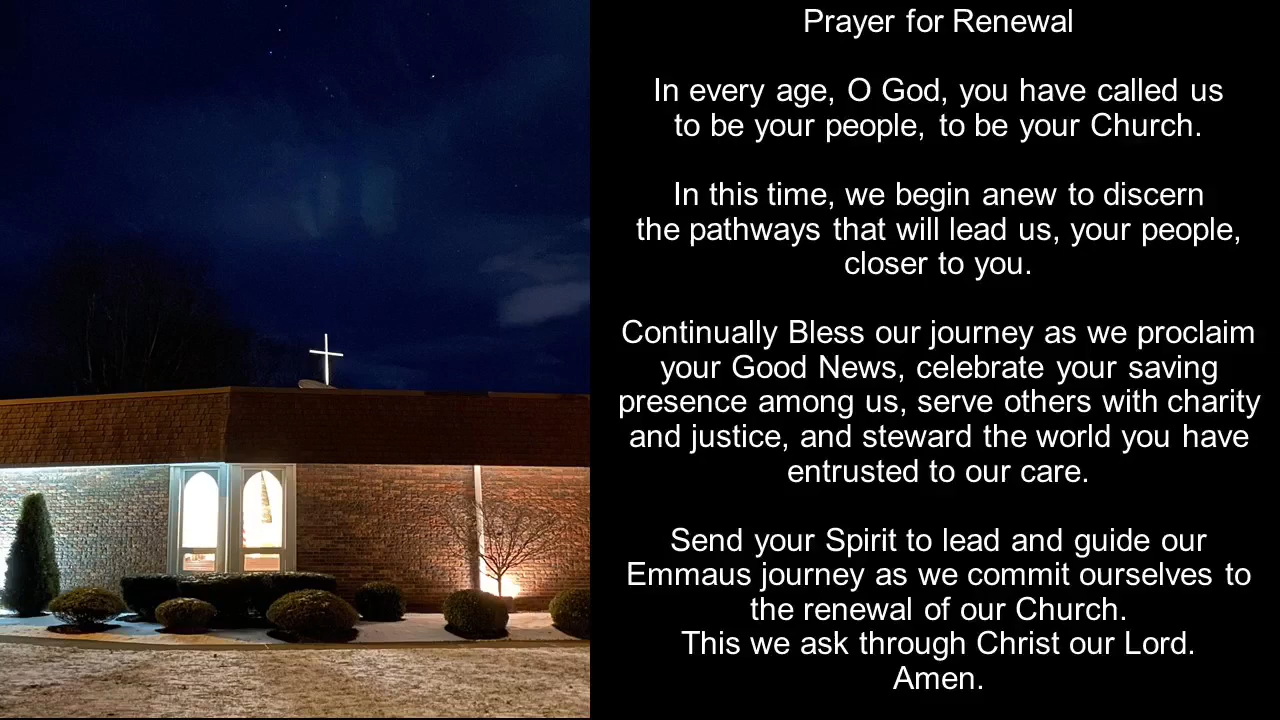 Prayer for Renewal
In every age, O God, you have called us
to be your people, to be your Church.
In this time, we begin anew to discern
the pathways that will lead us, your people,
closer to you.
Continually Bless our journey as we proclaim
your Good News, celebrate your saving
presence among us, serve others with charity
and justice, and steward the world you have
entrusted to our care.
Send your Spirit to lead and guide our
Emmaus journey as we commit ourselves to
the renewal of our Church.
This we ask through Christ our Lord.
Amen.